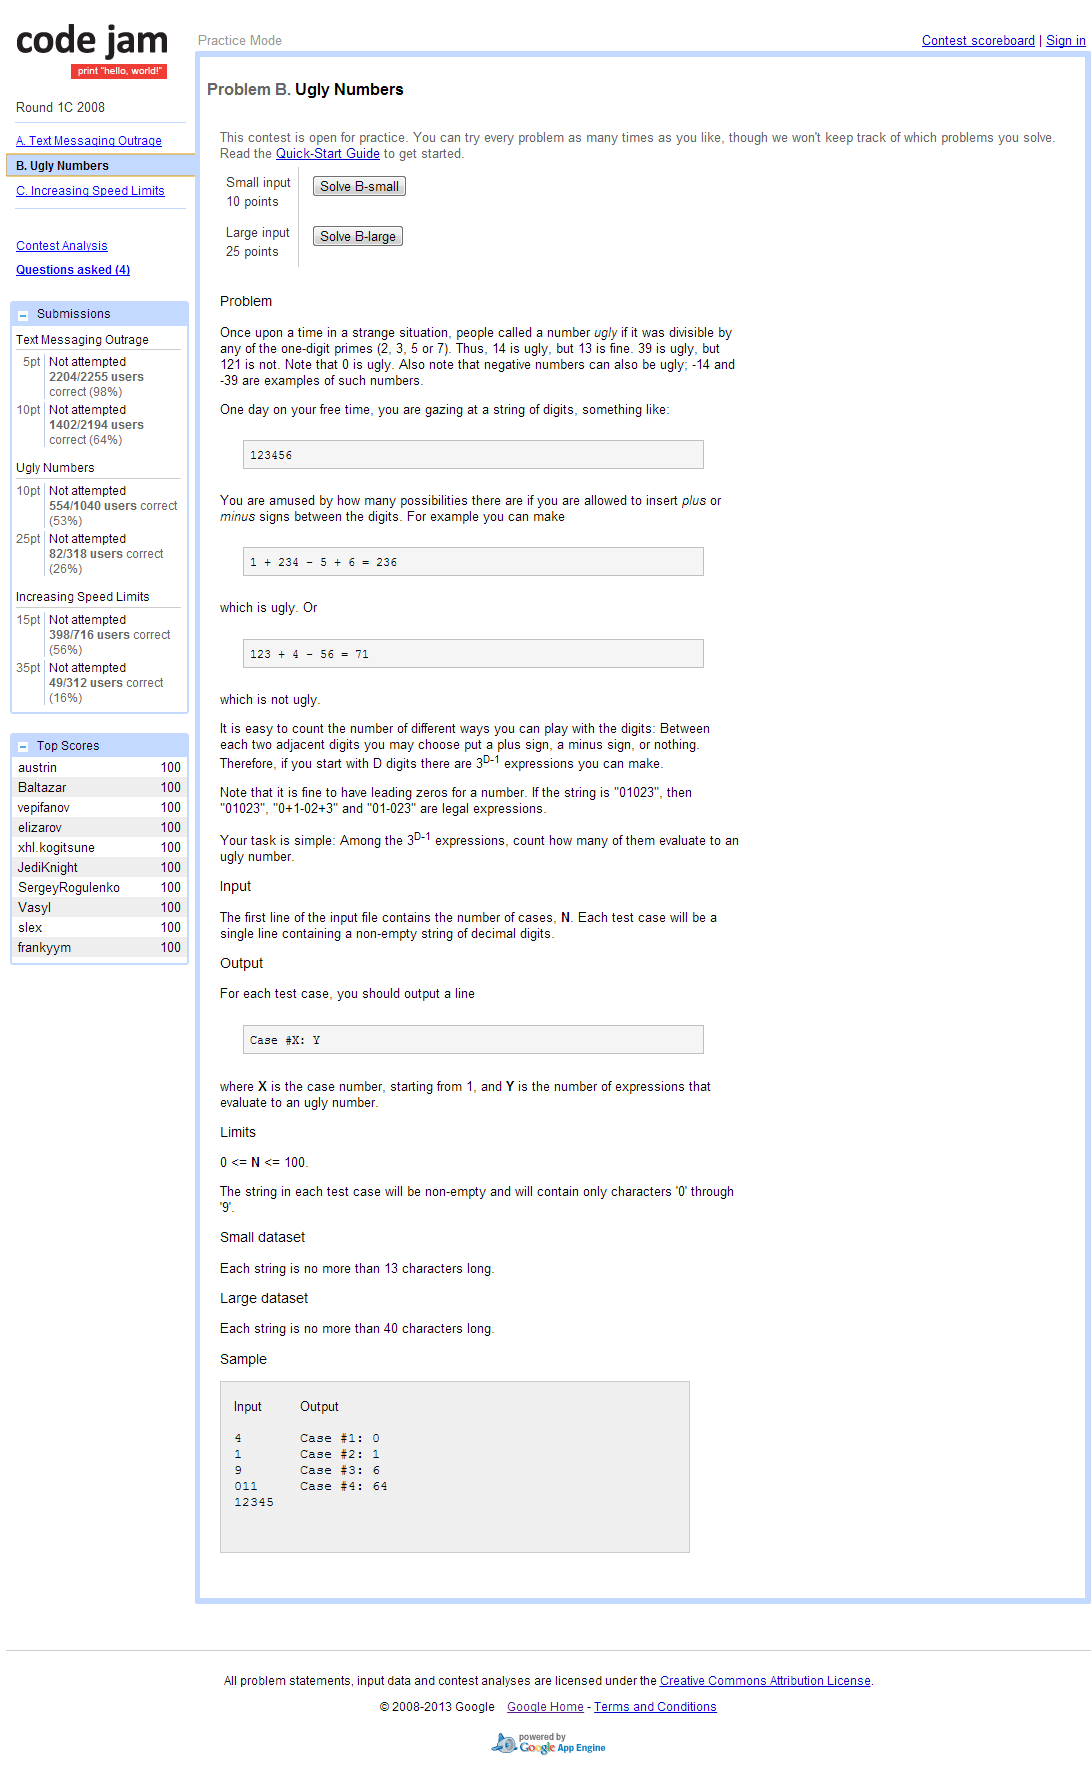 code jam
print "hello, world!"
Practice Mode
Contest scoreboard | Sign in
Round 1C 2008
A. Text Messaging Outrage
B. Ugly Numbers
C. Increasing Speed Limits
Contest Analysis
Questions asked (4)
Submissions
Text Messaging Outrage
5pt Not attempted
2204/2255 users
correct (98%)
10pt Not attempted
1402/2194 users
correct (64%)
Ugly Numbers
10pt Not attempted
554/1040 users correct
(53%)
25pt Not attempted
82/318 users correct
(26%)
Increasing Speed Limits
15pt Not attempted
398/716 users correct
(56%)
35pt Not attempted
49/312 users correct
(16%)
Top Scores
austrin 100
Baltazar 100
vepifanov 100
elizarov 100
xhl.kogitsune 100
JediKnight 100
SergeyRogulenko 100
Vasyl 100
slex 100
frankyym 100
Problem B. Ugly Numbers
This contest is open for practice. You can try every problem as many times as you like, though we won't keep track of which problems you solve.
Read the Quick-Start Guide to get started.
Small input
10 points
Solve B-small
Large input
25 points
Solve B-large
Problem
Once upon a time in a strange situation, people called a number ugly if it was divisible by
any of the one-digit primes (2, 3, 5 or 7). Thus, 14 is ugly, but 13 is fine. 39 is ugly, but
121 is not. Note that 0 is ugly. Also note that negative numbers can also be ugly; -14 and
-39 are examples of such numbers.
One day on your free time, you are gazing at a string of digits, something like:
123456
You are amused by how many possibilities there are if you are allowed to insert plus or
minus signs between the digits. For example you can make
1 + 234 - 5 + 6 = 236
which is ugly. Or
123 + 4 - 56 = 71
which is not ugly.
It is easy to count the number of different ways you can play with the digits: Between
each two adjacent digits you may choose put a plus sign, a minus sign, or nothing.
Therefore, if you start with D digits there are 3^D-1 expressions you can make.
Note that it is fine to have leading zeros for a number. If the string is "01023", then
"01023", "0+1-02+3" and "01-023" are legal expressions.
Your task is simple: Among the 3^D-1 expressions, count how many of them evaluate to an
ugly number.
Input
The first line of the input file contains the number of cases, N. Each test case will be a
single line containing a non-empty string of decimal digits.
Output
For each test case, you should output a line
Case #X: Y
where X is the case number, starting from 1, and Y is the number of expressions that
evaluate to an ugly number.
Limits
0 <= N <= 100.
The string in each test case will be non-empty and will contain only characters '0' through
'9'.
Small dataset
Each string is no more than 13 characters long.
Large dataset
Each string is no more than 40 characters long.
Sample
Input Output
4 Case #1: 0
1 Case #2: 1
9 Case #3: 6
011 Case #4: 64
12345
All problem statements, input data and contest analyses are licensed under the Creative Commons Attribution License.
© 2008-2013 Google Google Home - Terms and Conditions
powered by
Google App Engine